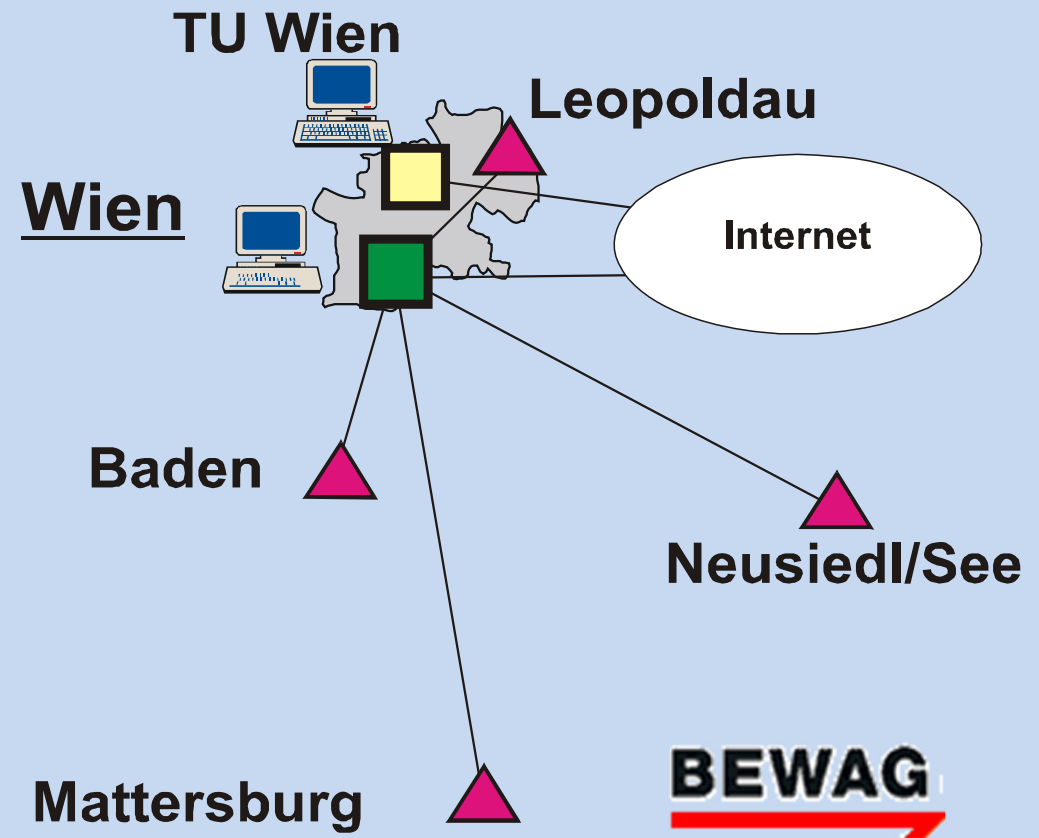 TU Wien
Leopoldau
Wien
Internet
Baden
Neusiedl/See
Mattersburg
BEWAG